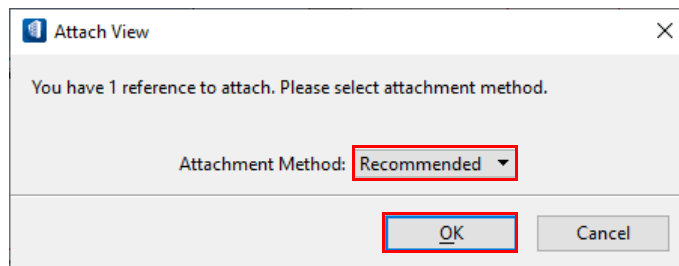 Attach View
You have 1 reference to attach. Please select attachment method.
Attachment Method: Recommended
OK Cancel